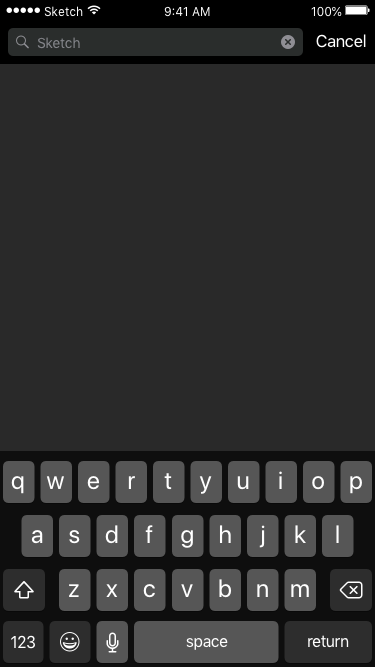 Sketch 9:41 AM 100%
Sketch Cancel
q w e r t y u i o p
a s d f g h j k l
z x c v b n m
123 space return